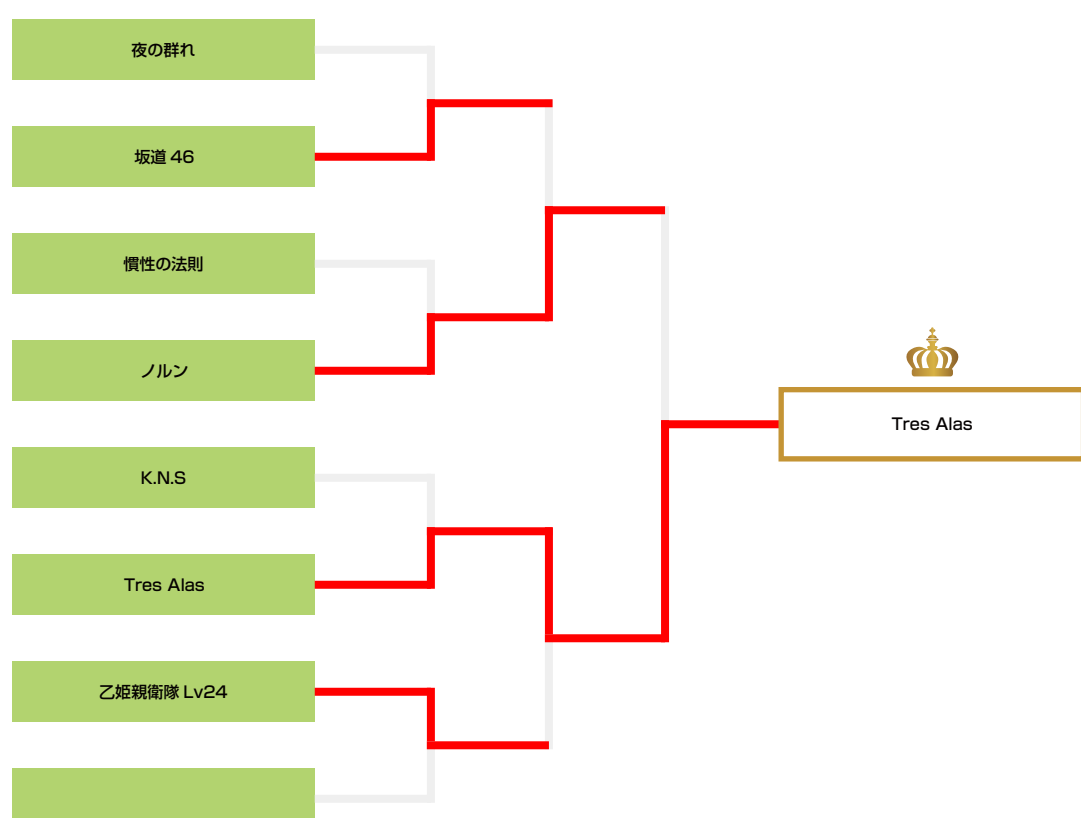 夜の群れ
坂道 46
慣性の法則
ノルン
K.N.S
Tres Alas
乙姫親衛隊 Lv24
Tres Alas